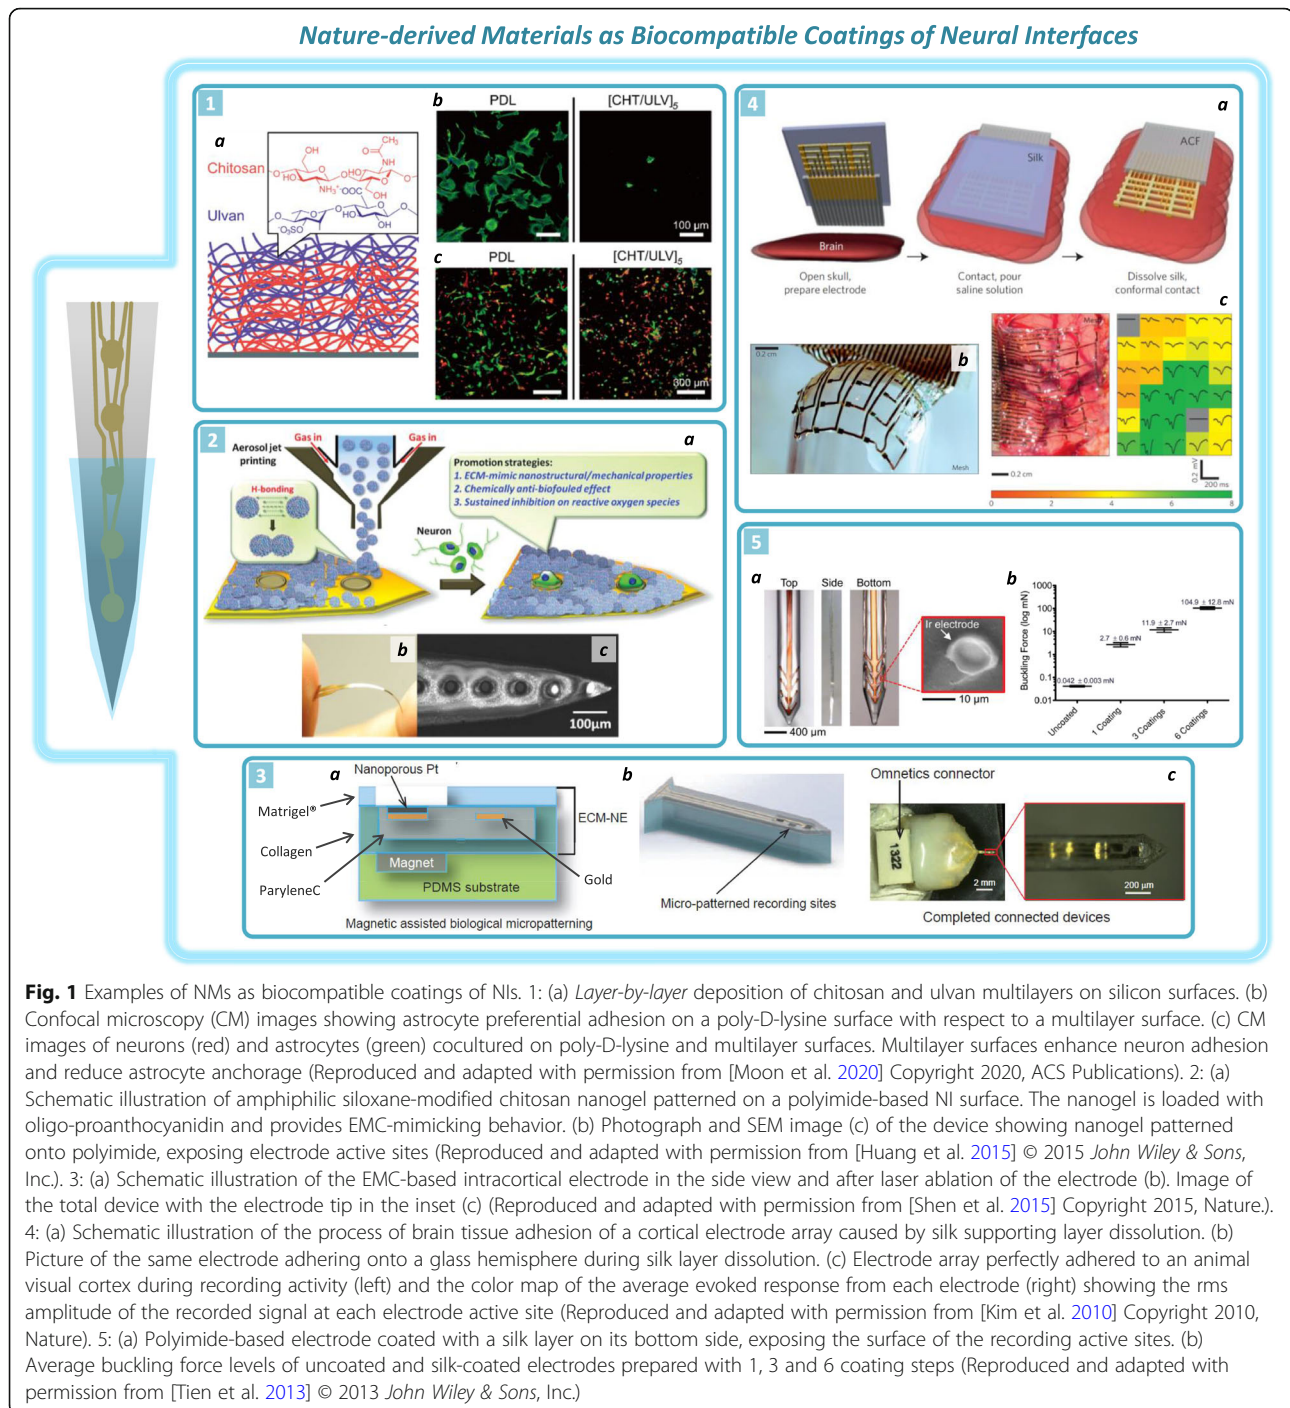 Nature-derived Materials as Biocompatible Coatings of Neural Interfaces
1
a
Chitosan
Ulvan
CH₃
O
NH
HO
OH
O
HO
NH₃⁺
⁻OOC
HO
OH
⁻O₃SO
OH
b
PDL
[CHT/ULV]₅
100 µm
c
PDL
[CHT/ULV]₅
300 µm
2
a
Aerosol jet
printing
Gas in
Gas in
H-bonding
Promotion strategies:
1. ECM-mimic nanostructural/mechanical properties
2. Chemically anti-biofouled effect
3. Sustained inhibition on reactive oxygen species
Neuron
b
c
100µm
3
a
Nanoporous Pt
Matrigel®
ECM-NE
Collagen
Magnet
ParyleneC
Gold
PDMS substrate
Magnetic assisted biological micropatterning
b
Micro-patterned recording sites
c
Omnetics connector
1322
2 mm
200 µm
Completed connected devices
4
a
Silk
ACF
Brain
Open skull,
prepare electrode
Contact, pour
saline solution
Dissolve silk,
conformal contact
b
0.2 cm
Mesh
c
Mesh
0.2 cm
0.2 mV
200 ms
0 2 4 6 8
5
a
Top
Side
Bottom
Ir electrode
10 µm
400 µm
b
Buckling Force (log mN)
1000
100
10
1
0.1
0.01
0.042 ± 0.003 mN
2.7 ± 0.6 mN
11.9 ± 2.7 mN
104.9 ± 12.8 mN
Uncoated
1 Coating
3 Coatings
6 Coatings
Fig. 1 Examples of NMs as biocompatible coatings of NIs. 1: (a) Layer-by-layer deposition of chitosan and ulvan multilayers on silicon surfaces. (b)
Confocal microscopy (CM) images showing astrocyte preferential adhesion on a poly-D-lysine surface with respect to a multilayer surface. (c) CM
images of neurons (red) and astrocytes (green) cocultured on poly-D-lysine and multilayer surfaces. Multilayer surfaces enhance neuron adhesion
and reduce astrocyte anchorage (Reproduced and adapted with permission from [Moon et al. 2020] Copyright 2020, ACS Publications). 2: (a)
Schematic illustration of amphiphilic siloxane-modified chitosan nanogel patterned on a polyimide-based NI surface. The nanogel is loaded with
oligo-proanthocyanidin and provides EMC-mimicking behavior. (b) Photograph and SEM image (c) of the device showing nanogel patterned
onto polyimide, exposing electrode active sites (Reproduced and adapted with permission from [Huang et al. 2015] © 2015 John Wiley & Sons,
Inc.). 3: (a) Schematic illustration of the EMC-based intracortical electrode in the side view and after laser ablation of the electrode (b). Image of
the total device with the electrode tip in the inset (c) (Reproduced and adapted with permission from [Shen et al. 2015] Copyright 2015, Nature.).
4: (a) Schematic illustration of the process of brain tissue adhesion of a cortical electrode array caused by silk supporting layer dissolution. (b)
Picture of the same electrode adhering onto a glass hemisphere during silk layer dissolution. (c) Electrode array perfectly adhered to an animal
visual cortex during recording activity (left) and the color map of the average evoked response from each electrode (right) showing the rms
amplitude of the recorded signal at each electrode active site (Reproduced and adapted with permission from [Kim et al. 2010] Copyright 2010,
Nature). 5: (a) Polyimide-based electrode coated with a silk layer on its bottom side, exposing the surface of the recording active sites. (b)
Average buckling force levels of uncoated and silk-coated electrodes prepared with 1, 3 and 6 coating steps (Reproduced and adapted with
permission from [Tien et al. 2013] © 2013 John Wiley & Sons, Inc.)